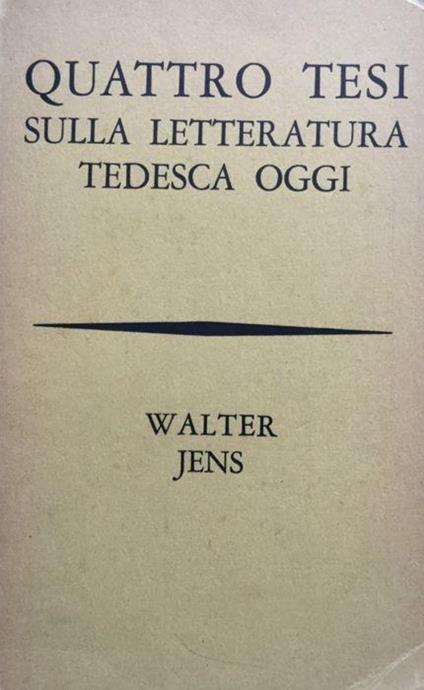 QUATTRO TESI
SULLA LETTERATURA
TEDESCA OGGI
WALTER
JENS